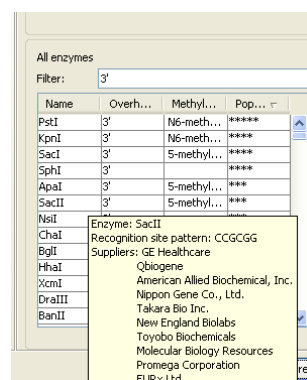 All enzymes
Filter: 3'
Name Overh... Methyl... Pop...
PstI 3' N6-meth... *****
KpnI 3' N6-meth... ****
SacI 3' 5-methyl... ****
SphI 3' ****
ApaI 3' 5-methyl... ***
SacII 3' 5-methyl... ***
NsiI
ChaI
BglI
HhaI
XcmI
DraIII
BanII
Enzyme: SacII
Recognition site pattern: CCGCGG
Suppliers: GE Healthcare
Qbiogene
American Allied Biochemical, Inc.
Nippon Gene Co., Ltd.
Takara Bio Inc.
New England Biolabs
Toyobo Biochemicals
Molecular Biology Resources
Promega Corporation
EURx Ltd.